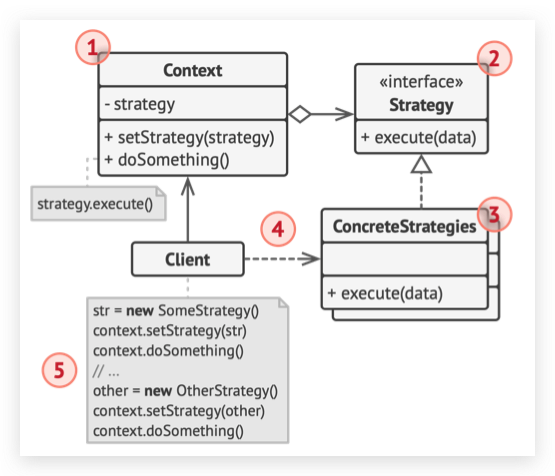 1
Context
- strategy
+ setStrategy(strategy)
+ doSomething()
strategy.execute()
2
«interface»
Strategy
+ execute(data)
3
ConcreteStrategies
+ execute(data)
4
Client
5
str = new SomeStrategy()
context.setStrategy(str)
context.doSomething()
// ...
other = new OtherStrategy()
context.setStrategy(other)
context.doSomething()